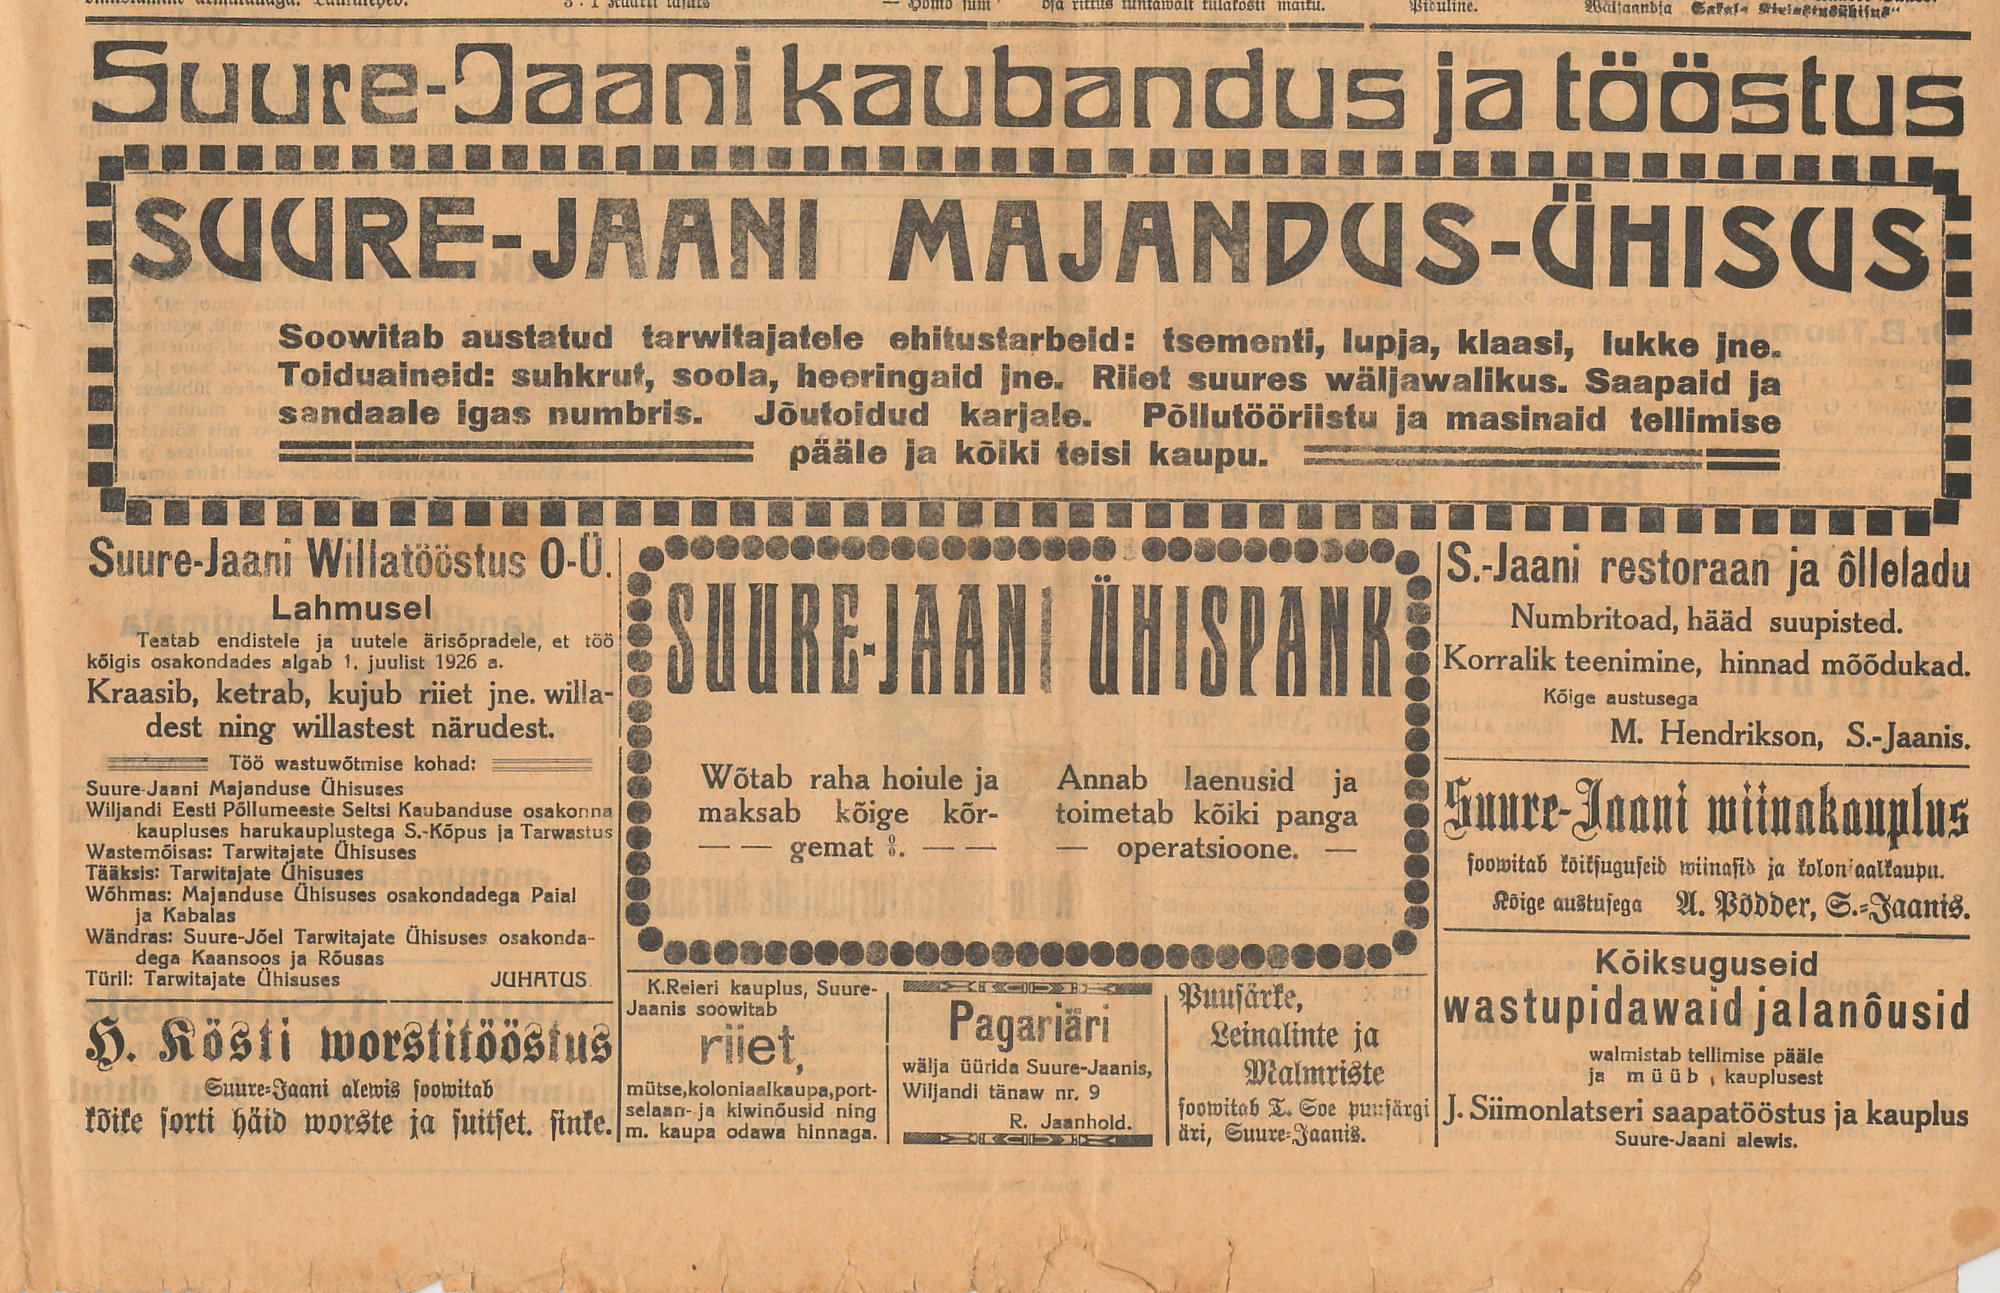 Suure-Jaani kaubandus ja tööstus
SUURE-JAANI MAJANDUS-ÜHISUS
Soowitab austatud tarwitajatele ehitustarbeid: tsementi, lupja, klaasi, lukke jne.
Toiduaineid: suhkrut, soola, heeringaid jne. Riiet suures wäljawalikus. Saapaid ja
sandaale igas numbris. Jõutoidud karjale. Põllutööriistu ja masinaid tellimise
pääle ja kõiki teisi kaupu.
Suure-Jaani Willatööstus O-Ü.
Lahmusel
Teatab endistele ja uutele ärisõpradele, et töö
kõigis osakondades algab 1. juulist 1926 a.
Kraasib, ketrab, kujub riiet jne. willa-
dest ning willastest närudest.
Töö wastuwõtmise kohad:
Suure-Jaani Majanduse Ühisuses
Wiljandi Eesti Põllumeeste Seltsi Kaubanduse osakonna
kaupluses harukauplustega S.-Kõpus ja Tarwastus
Wastemõisas: Tarwitajate Ühisuses
Tääksis: Tarwitajate Ühisuses
Wõhmas: Majanduse Ühisuses osakondadega Paial
ja Kabalas
Wändras: Suure-Jõel Tarwitajate Ühisuses osakonda-
dega Kaansoos ja Rõusas
Türil: Tarwitajate Ühisuses JUHATUS.
H. Kösti worstitööstus
Suure-Jaani alewis soowitab
kõike sorti häid worste ja suitset. sinke.
SUURE-JAANI ÜHISPANK
Wõtab raha hoiule ja
maksab kõige kõr-
— — gemat %. — —
Annab laenusid ja
toimetab kõiki panga
— operatsioone. —
K.Reieri kauplus, Suure-
Jaanis soowitab
riiet,
mütse,koloniaalkaupa,port-
selaan- ja kiwinõusid ning
m. kaupa odawa hinnaga.
Pagariäri
wälja üürida Suure-Jaanis,
Wiljandi tänaw nr. 9
R. Jaanhold.
Puusärke,
Leinalinte ja
Malmriste
soowitab T. Soe puusärgi
äri, Suure-Jaanis.
S.-Jaani restoraan ja õlleladu
Numbritoad, hääd suupisted.
Korralik teenimine, hinnad mõõdukad.
Kõige austusega
M. Hendrikson, S.-Jaanis.
Suure-Jaani wiinakauplus
soowitab kõiksuguseid wiinasid ja koloniaalkaupu.
Kõige austusega A. Põdder, S.-Jaanis.
Kõiksuguseid
wastupidawaid jalanõusid
walmistab tellimise pääle
ja müüb, kauplusest
J. Siimonlatseri saapatööstus ja kauplus
Suure-Jaani alewis.